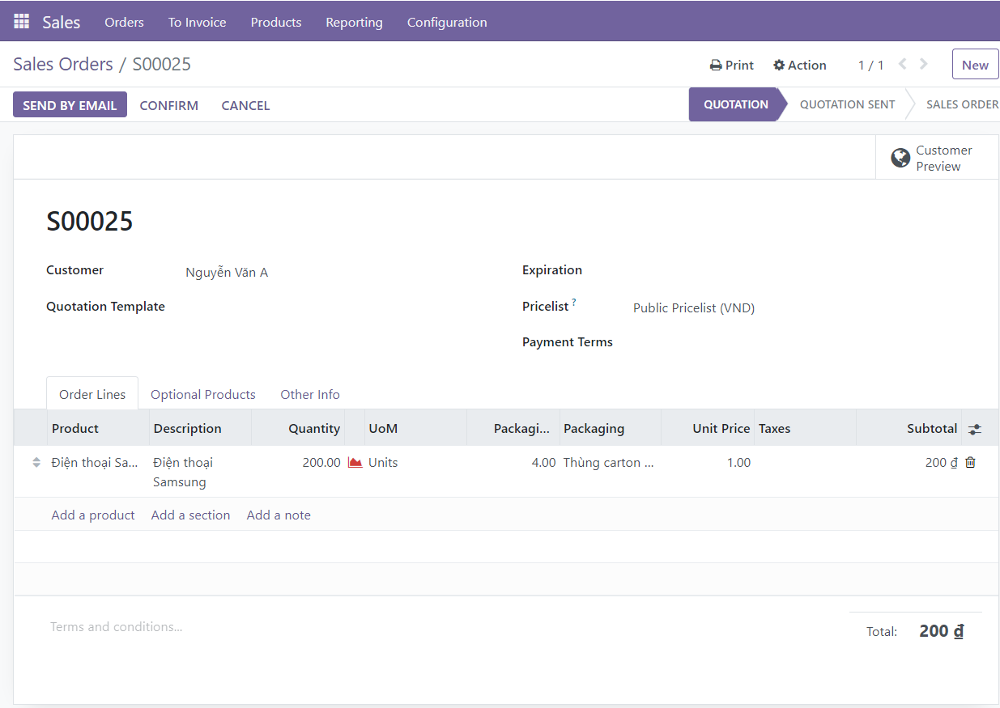 Sales Orders To Invoice Products Reporting Configuration
Sales Orders / S00025 Print Action 1 / 1 New
SEND BY EMAIL CONFIRM CANCEL QUOTATION QUOTATION SENT SALES ORDER
Customer
Preview
S00025
Customer Nguyễn Văn A Expiration
Quotation Template Pricelist ? Public Pricelist (VND)
Payment Terms
Order Lines Optional Products Other Info
Product Description Quantity UoM Packagi... Packaging Unit Price Taxes Subtotal
Điện thoại Sa... Điện thoại 200.00 Units 4.00 Thùng carton ... 1.00 200 ₫
Samsung
Add a product Add a section Add a note
Terms and conditions...
Total: 200 ₫